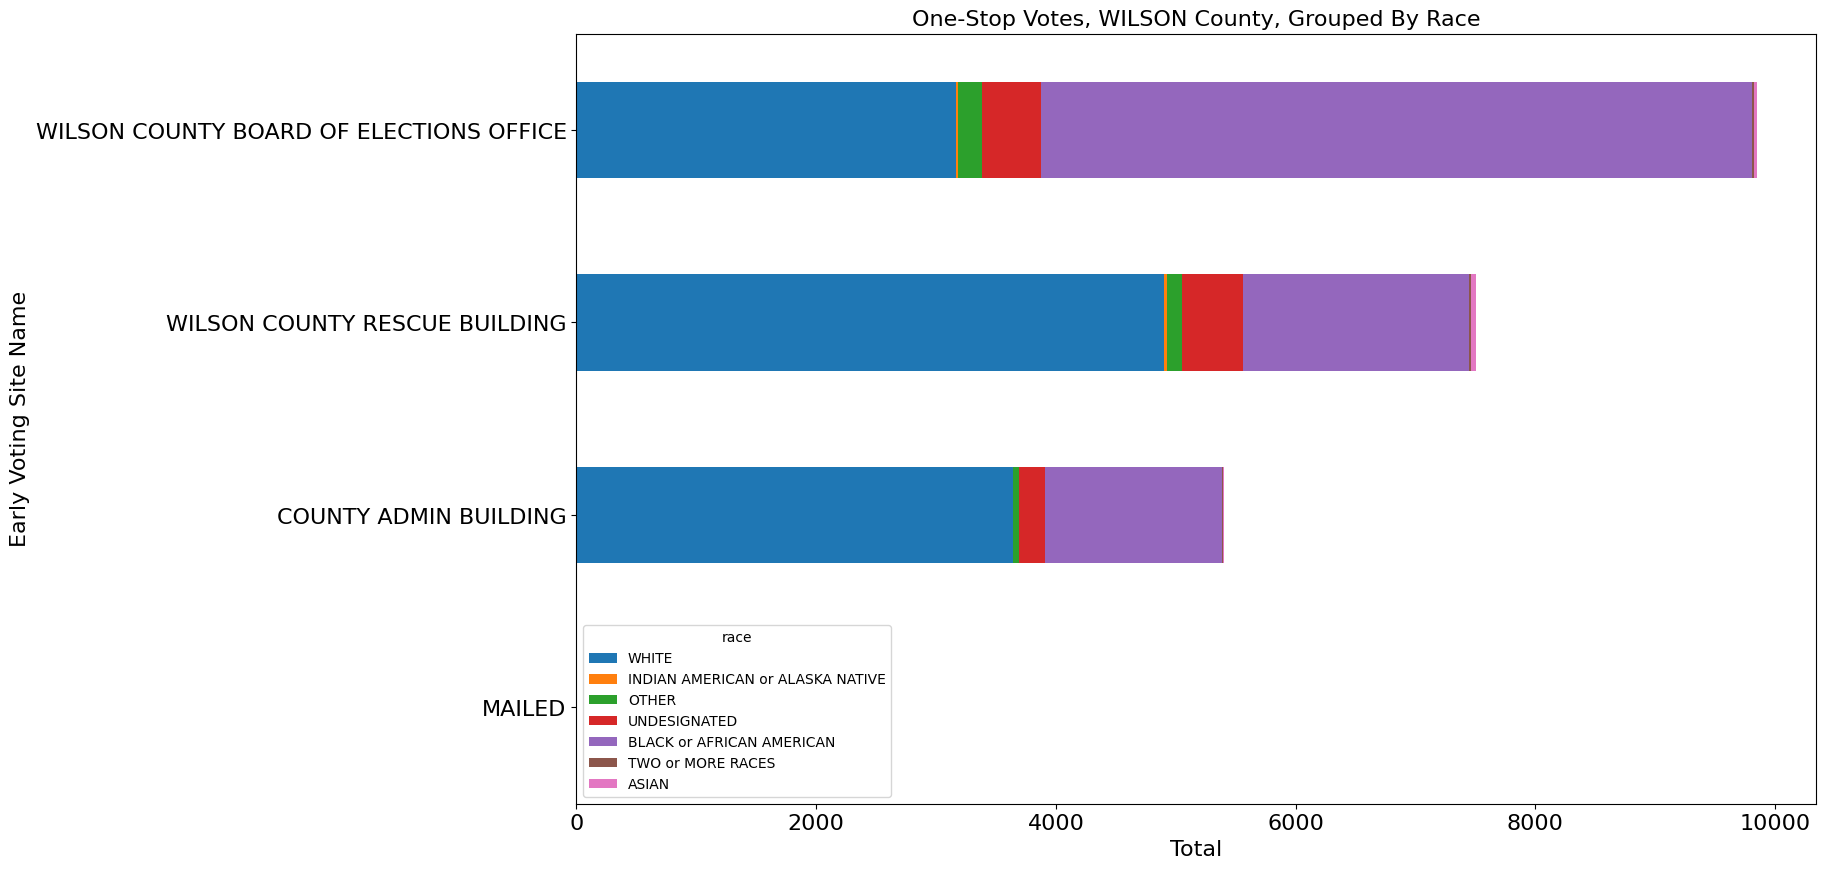 One-Stop Votes, WILSON County, Grouped By Race
Early Voting Site Name
WILSON COUNTY BOARD OF ELECTIONS OFFICE
WILSON COUNTY RESCUE BUILDING
COUNTY ADMIN BUILDING
MAILED
race
WHITE
INDIAN AMERICAN or ALASKA NATIVE
OTHER
UNDESIGNATED
BLACK or AFRICAN AMERICAN
TWO or MORE RACES
ASIAN
0 2000 4000 6000 8000 10000
Total